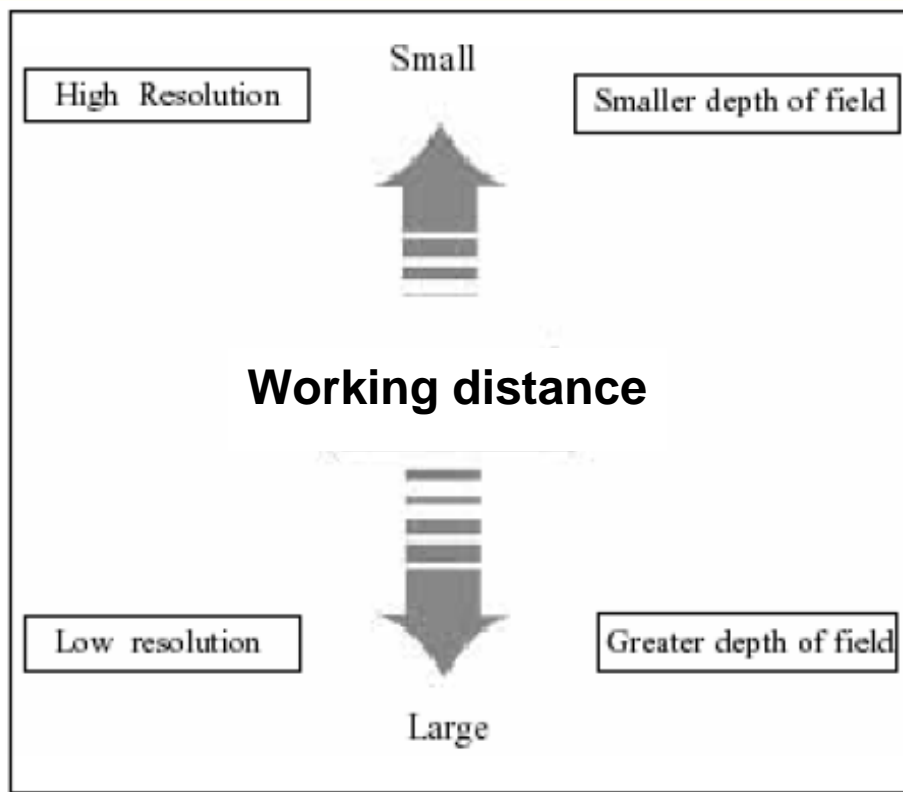 Small
High Resolution
Smaller depth of field
Working distance
Low resolution
Greater depth of field
Large